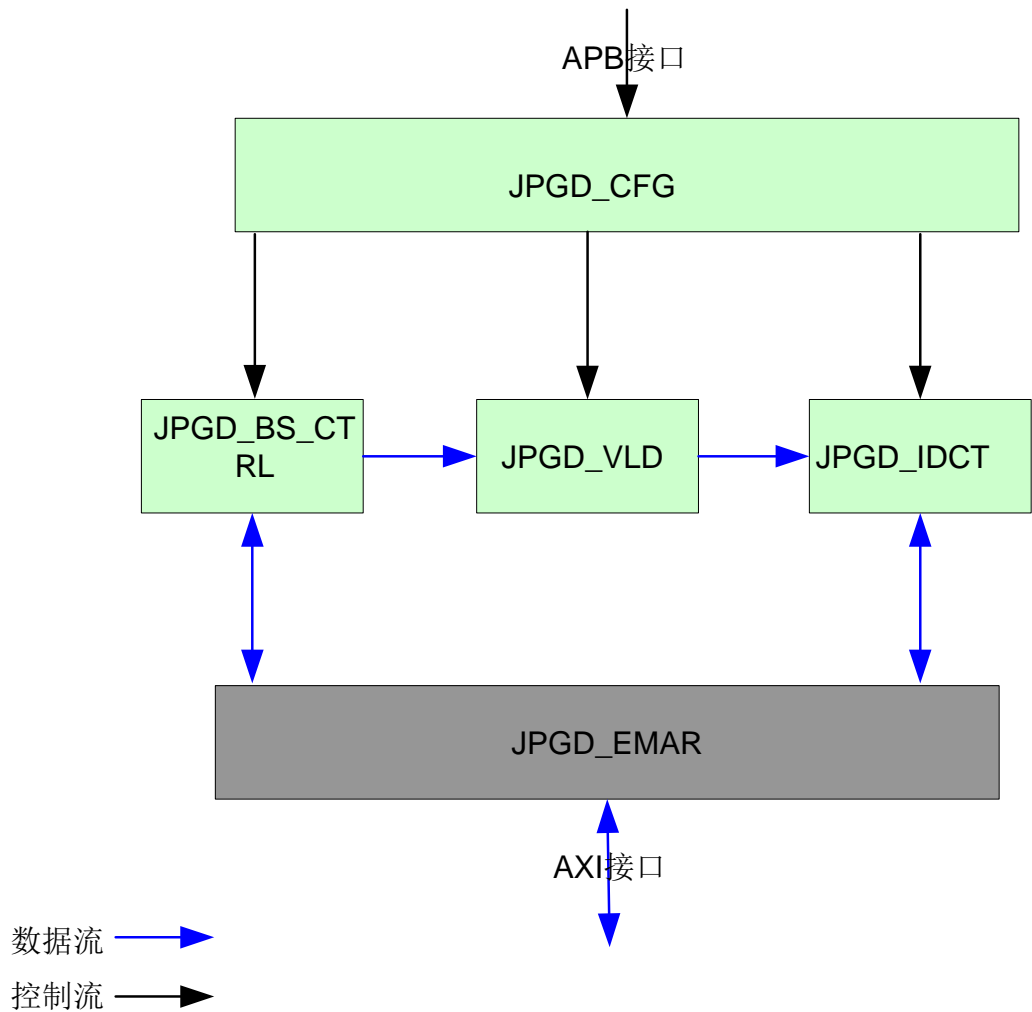 APB接口
JPGD_CFG
JPGD_BS_CT
RL
JPGD_VLD
JPGD_IDCT
JPGD_EMAR
AXI接口
数据流
控制流